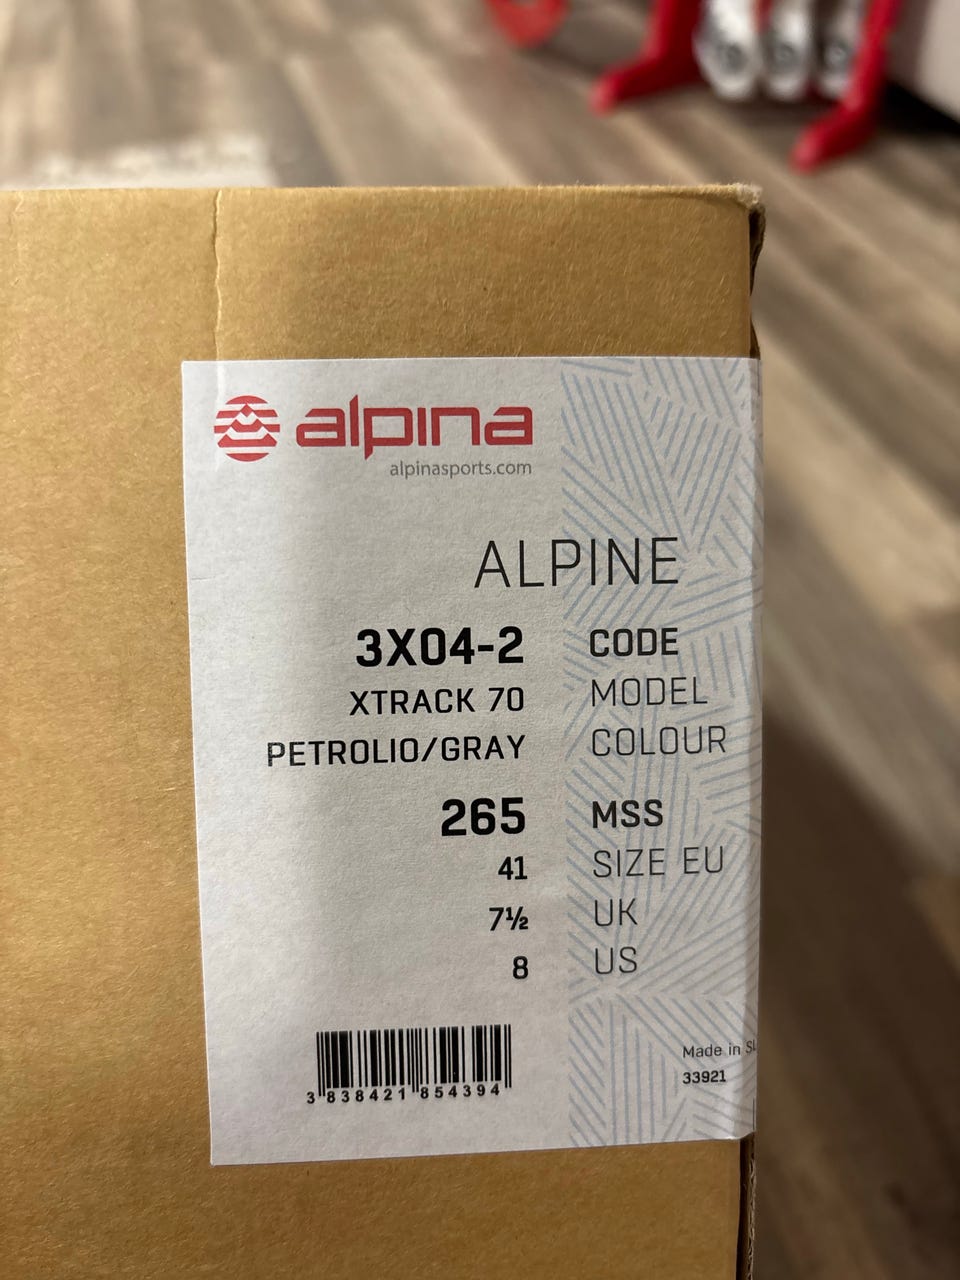 alpina
alpinasports.com
ALPINE
3X04-2 CODE
XTRACK 70 MODEL
PETROLIO/GRAY COLOUR
265 MSS
41 SIZE EU
7½ UK
8 US
Made in
33921
3 838421 854394